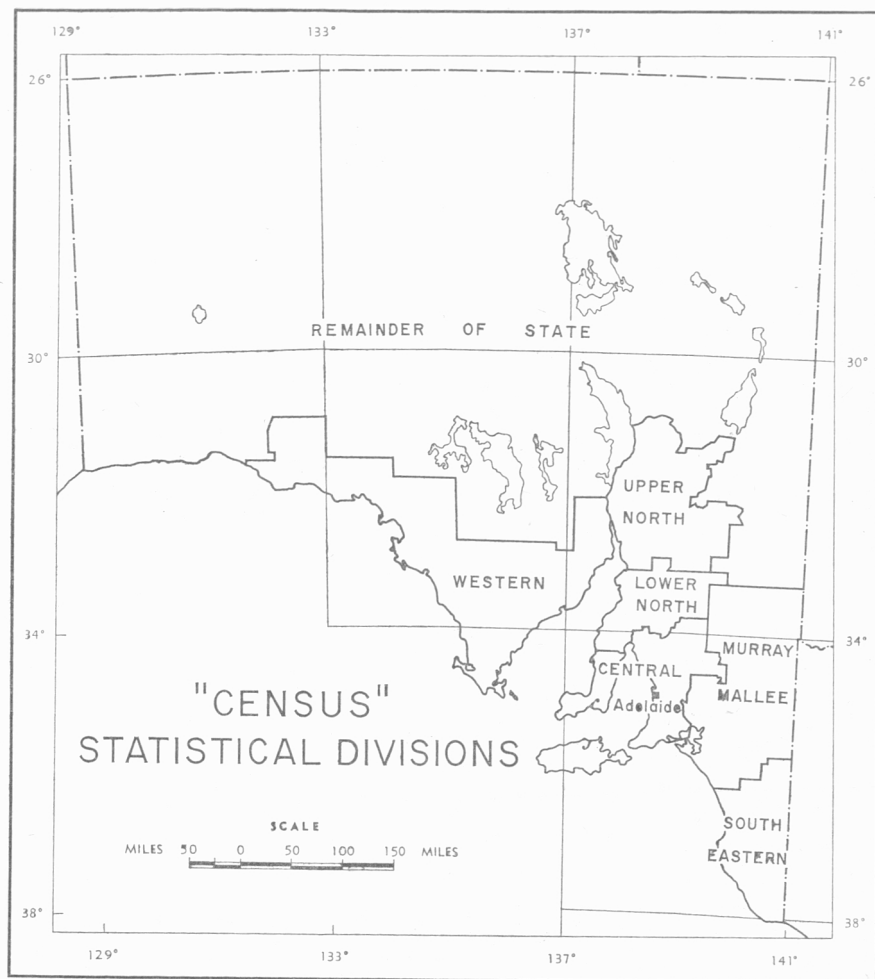 129° 133° 137° 141°
26° 26°
REMAINDER OF STATE
30° 30°
UPPER
NORTH
WESTERN
LOWER
NORTH
34° 34°
MURRAY
CENTRAL
MALLEE
Adelaide
"CENSUS"
STATISTICAL DIVISIONS
SCALE
MILES 50 0 50 100 150 MILES
SOUTH
EASTERN
38° 38°
129° 133° 137° 141°